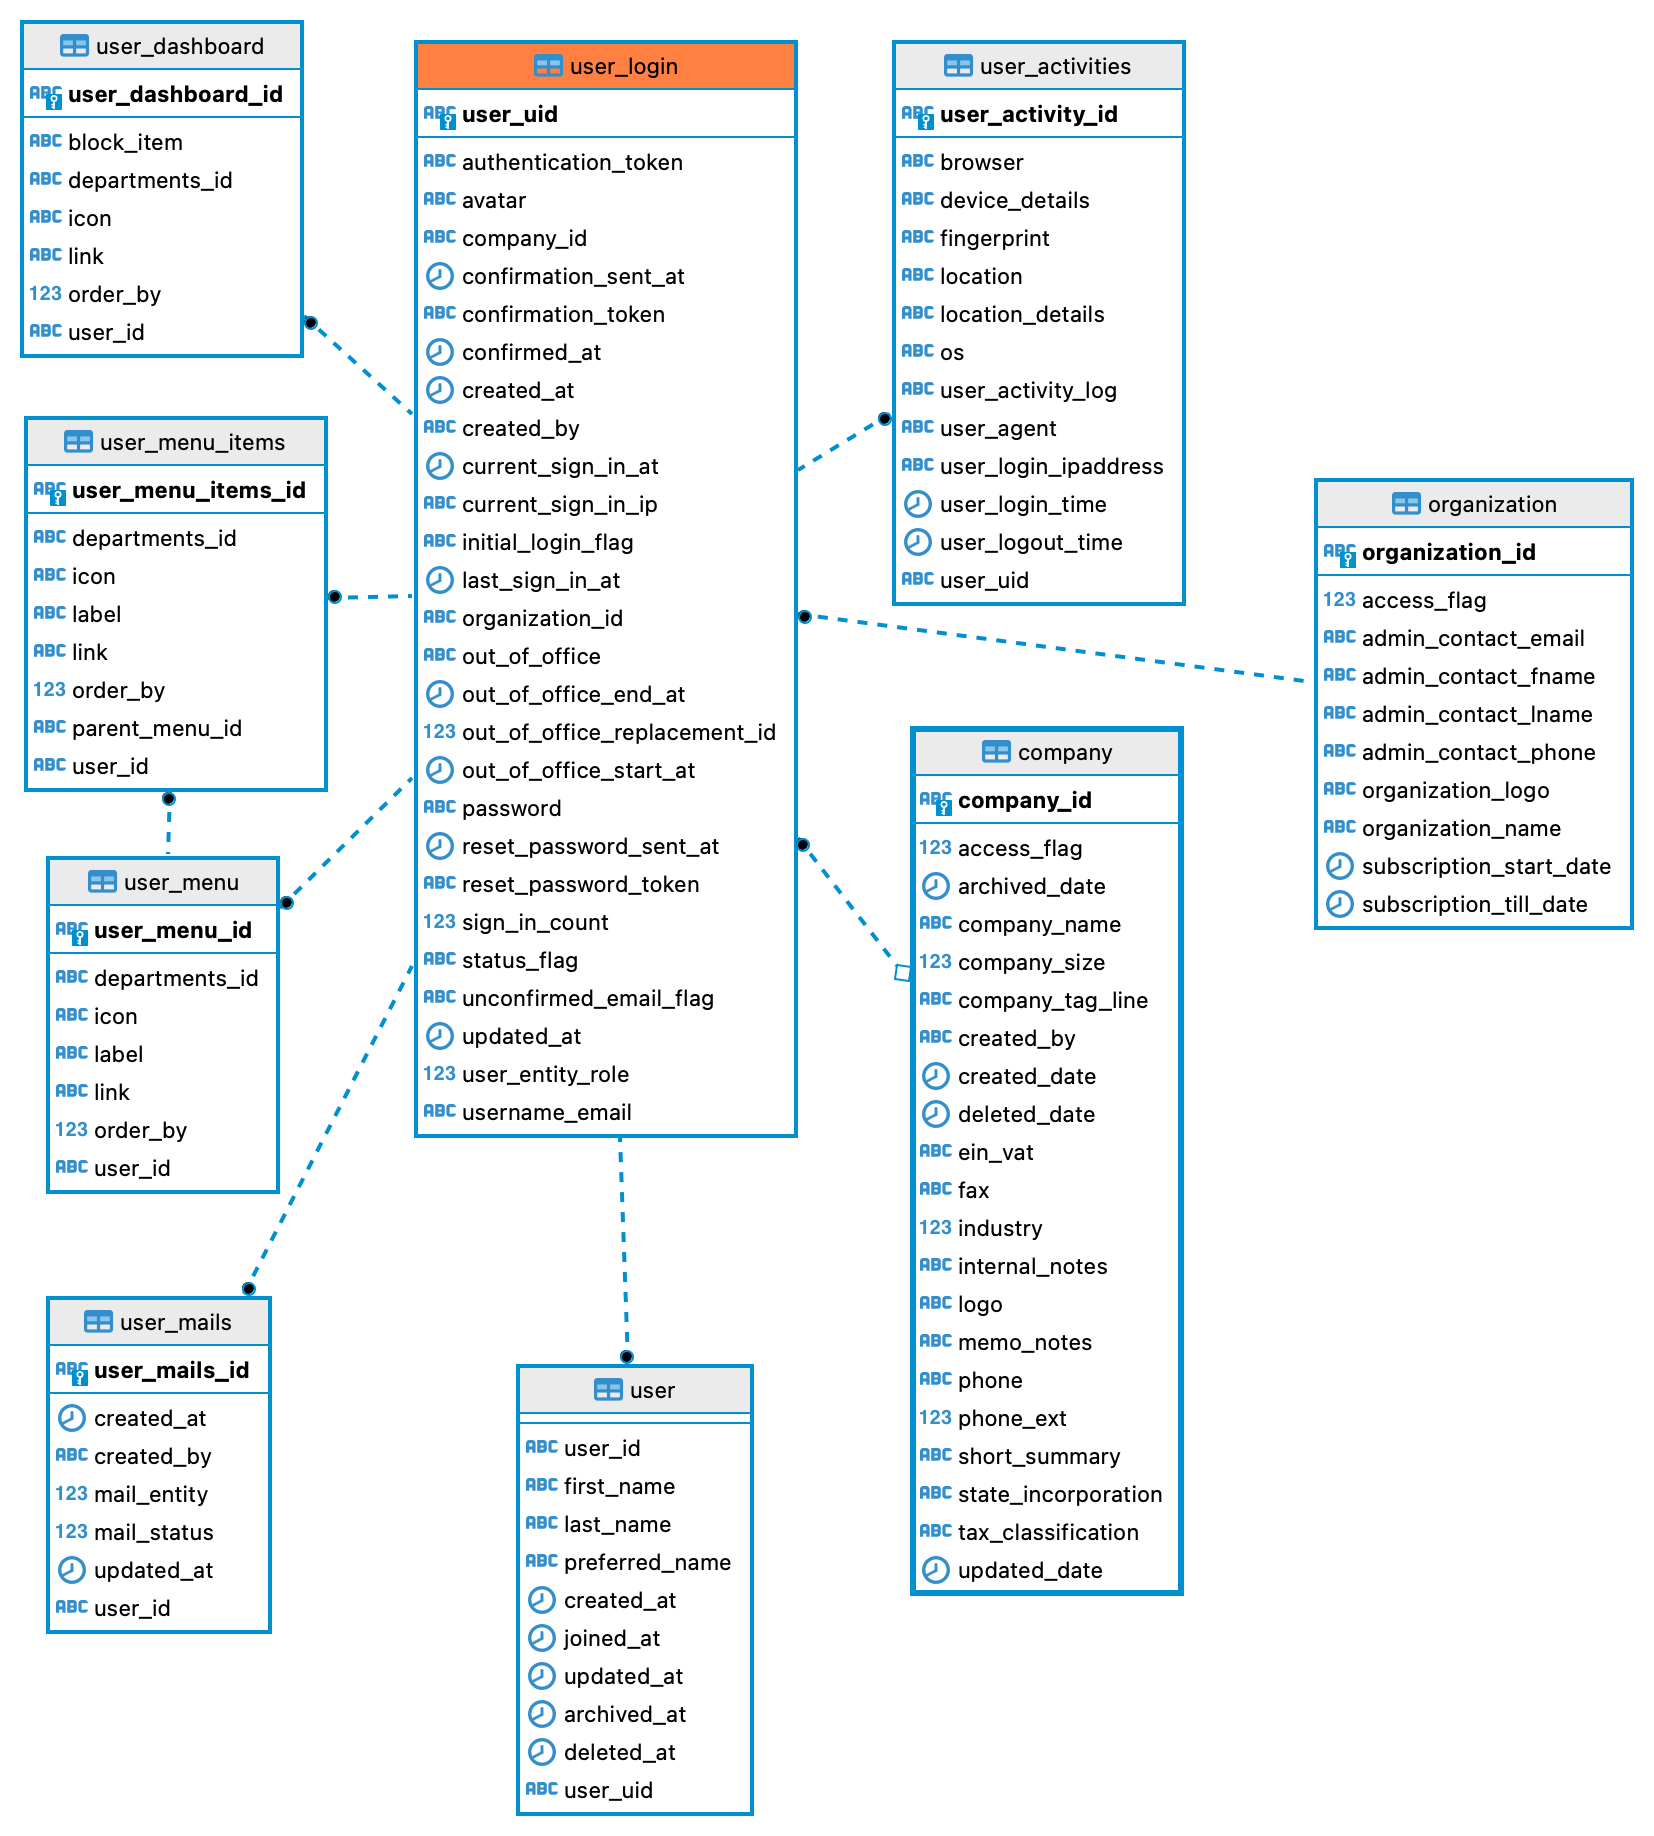 user_dashboard
ABC user_dashboard_id
ABC block_item
ABC departments_id
ABC icon
ABC link
123 order_by
ABC user_id
user_menu_items
ABC user_menu_items_id
ABC departments_id
ABC icon
ABC label
ABC link
123 order_by
ABC parent_menu_id
ABC user_id
user_menu
ABC user_menu_id
ABC departments_id
ABC icon
ABC label
ABC link
123 order_by
ABC user_id
user_mails
ABC user_mails_id
created_at
ABC created_by
123 mail_entity
123 mail_status
updated_at
ABC user_id
user_login
ABC user_uid
ABC authentication_token
ABC avatar
ABC company_id
confirmation_sent_at
ABC confirmation_token
confirmed_at
created_at
ABC created_by
current_sign_in_at
ABC current_sign_in_ip
ABC initial_login_flag
last_sign_in_at
ABC organization_id
ABC out_of_office
out_of_office_end_at
123 out_of_office_replacement_id
out_of_office_start_at
ABC password
reset_password_sent_at
ABC reset_password_token
123 sign_in_count
ABC status_flag
ABC unconfirmed_email_flag
updated_at
123 user_entity_role
ABC username_email
user
ABC user_id
ABC first_name
ABC last_name
ABC preferred_name
created_at
joined_at
updated_at
archived_at
deleted_at
ABC user_uid
user_activities
ABC user_activity_id
ABC browser
ABC device_details
ABC fingerprint
ABC location
ABC location_details
ABC os
ABC user_activity_log
ABC user_agent
ABC user_login_ipaddress
user_login_time
user_logout_time
ABC user_uid
company
ABC company_id
123 access_flag
archived_date
ABC company_name
123 company_size
ABC company_tag_line
ABC created_by
created_date
deleted_date
ABC ein_vat
ABC fax
123 industry
ABC internal_notes
ABC logo
ABC memo_notes
ABC phone
123 phone_ext
ABC short_summary
ABC state_incorporation
ABC tax_classification
updated_date
organization
ABC organization_id
123 access_flag
ABC admin_contact_email
ABC admin_contact_fname
ABC admin_contact_lname
ABC admin_contact_phone
ABC organization_logo
ABC organization_name
subscription_start_date
subscription_till_date